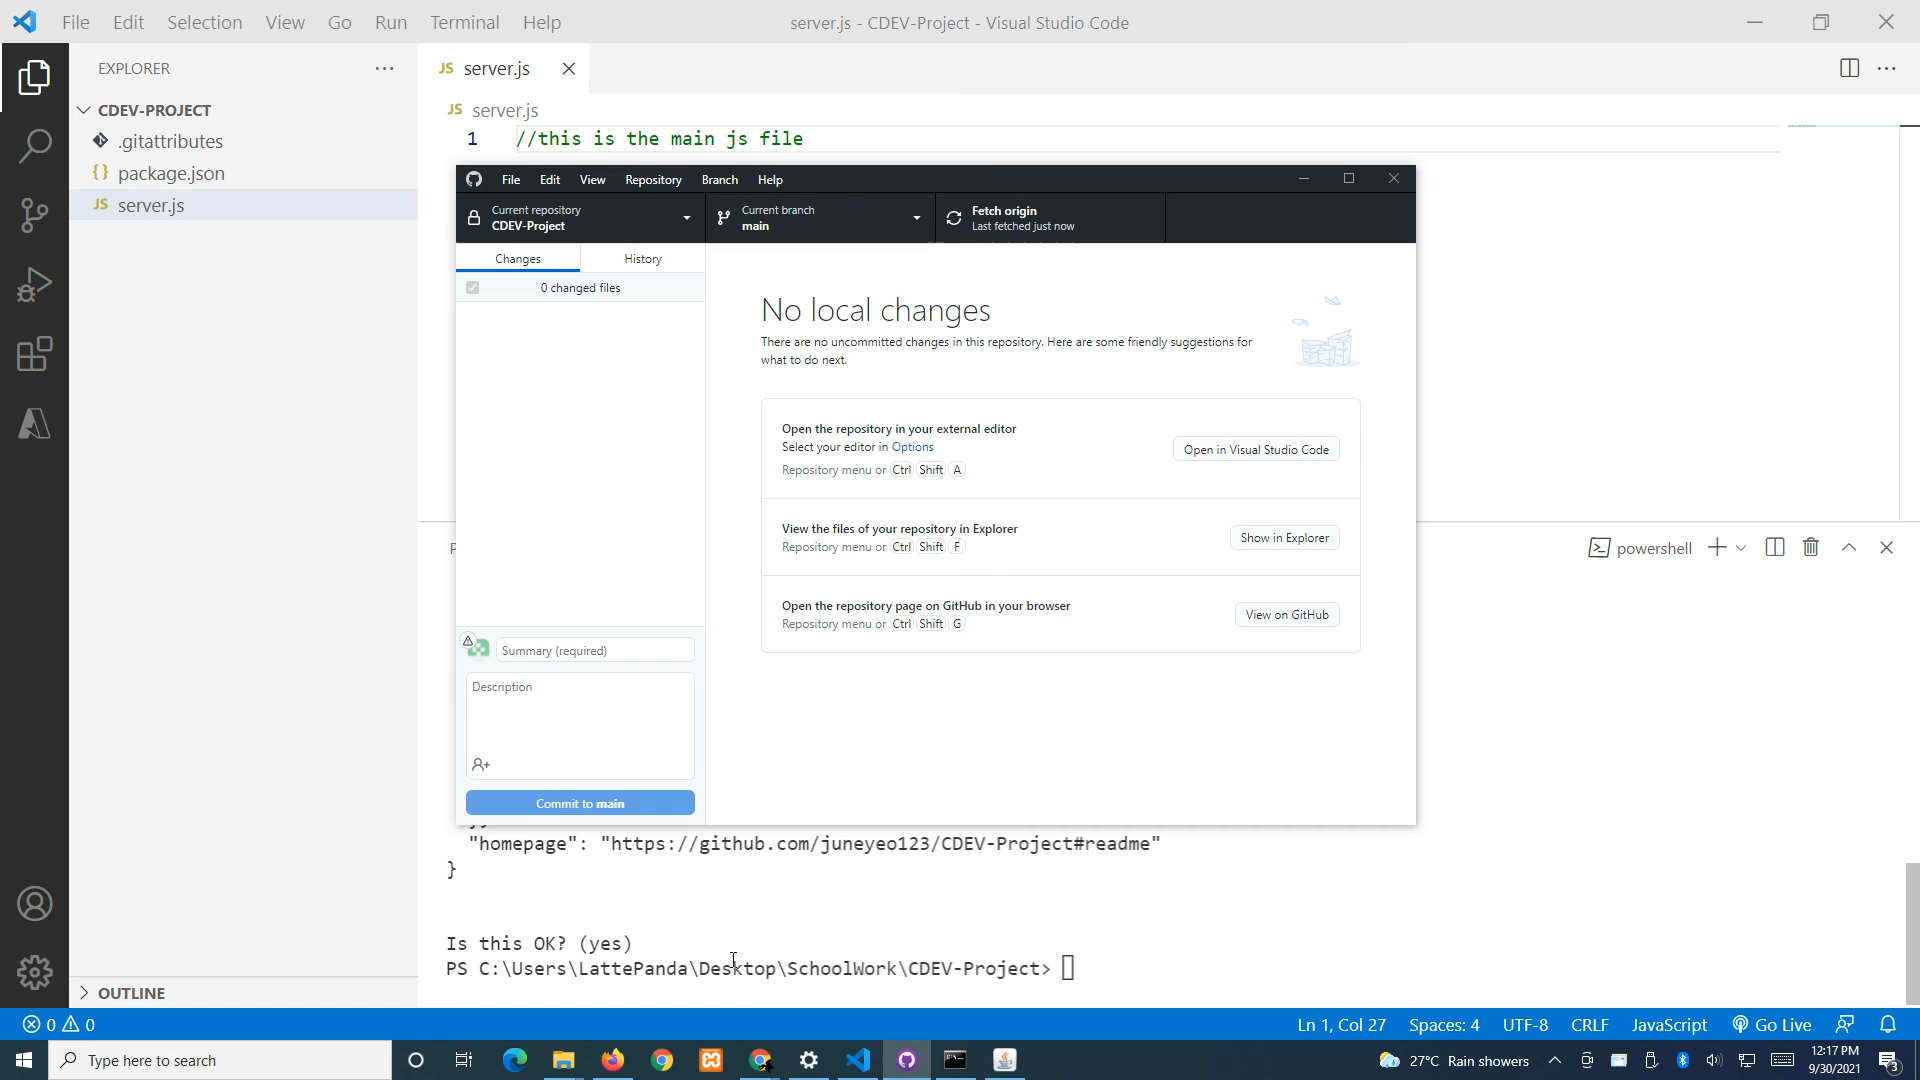 File Edit Selection View Go Run Terminal Help
server.js - CDEV-Project - Visual Studio Code
EXPLORER
JS server.js
CDEV-PROJECT
JS server.js
.gitattributes
1 //this is the main js file
{} package.json
JS server.js
File Edit View Repository Branch Help
Current repository
CDEV-Project
Current branch
main
Fetch origin
Last fetched just now
Changes
History
0 changed files
No local changes
There are no uncommitted changes in this repository. Here are some friendly suggestions for
what to do next.
Open the repository in your external editor
Select your editor in Options
Repository menu or Ctrl Shift A
Open in Visual Studio Code
View the files of your repository in Explorer
Repository menu or Ctrl Shift F
Show in Explorer
Open the repository page on GitHub in your browser
Repository menu or Ctrl Shift G
View on GitHub
powershell
Summary (required)
Description
Commit to main
"homepage": "https://github.com/juneyeo123/CDEV-Project#readme"
}
Is this OK? (yes)
PS C:\Users\LattePanda\Desktop\SchoolWork\CDEV-Project>
OUTLINE
0 0
Ln 1, Col 27 Spaces: 4 UTF-8 CRLF JavaScript Go Live
Type here to search
27°C Rain showers
12:17 PM
9/30/2021
3